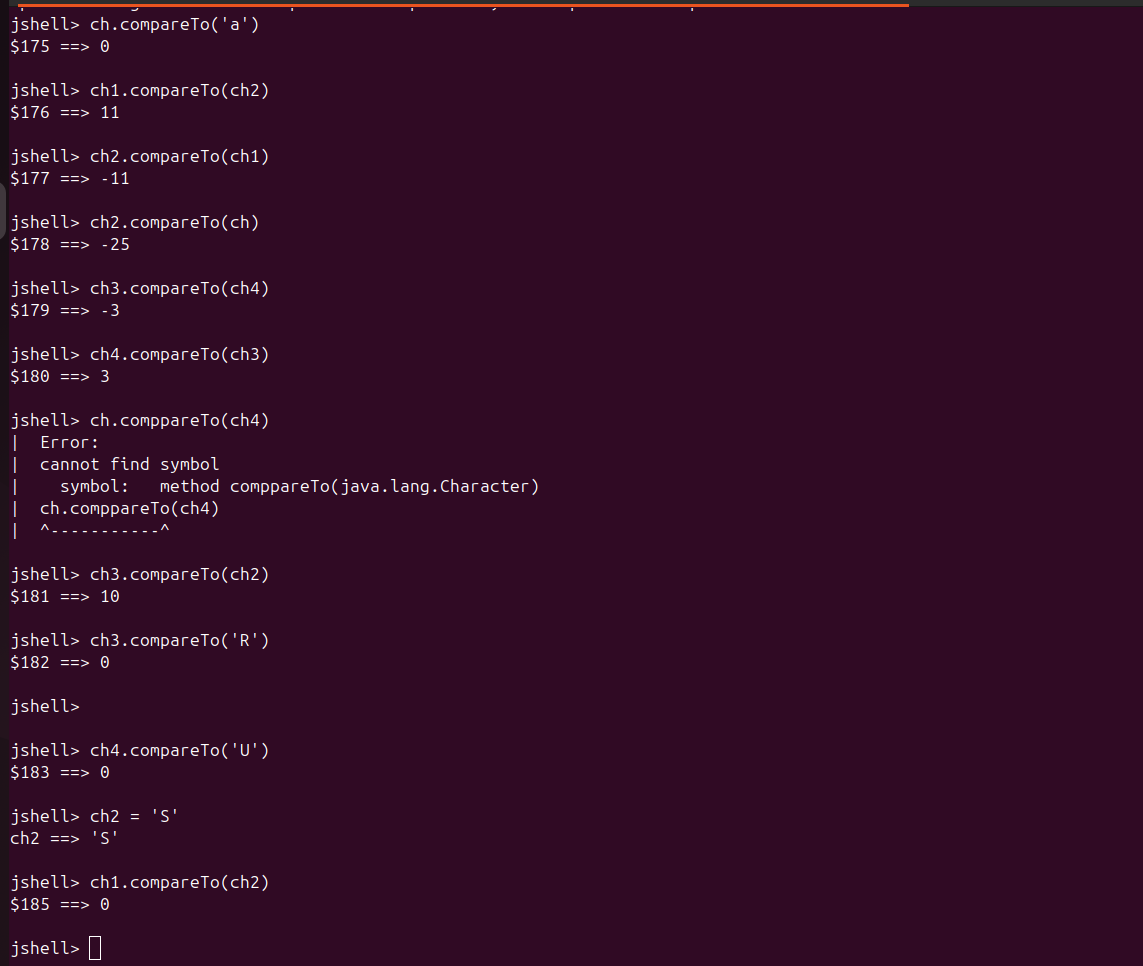 jshell> ch.compareTo('a')
$175 ==> 0
jshell> ch1.compareTo(ch2)
$176 ==> 11
jshell> ch2.compareTo(ch1)
$177 ==> -11
jshell> ch2.compareTo(ch)
$178 ==> -25
jshell> ch3.compareTo(ch4)
$179 ==> -3
jshell> ch4.compareTo(ch3)
$180 ==> 3
jshell> ch.comppareTo(ch4)
|  Error:
|  cannot find symbol
|    symbol:   method comppareTo(java.lang.Character)
|  ch.comppareTo(ch4)
|  ^-----------^
jshell> ch3.compareTo(ch2)
$181 ==> 10
jshell> ch3.compareTo('R')
$182 ==> 0
jshell>
jshell> ch4.compareTo('U')
$183 ==> 0
jshell> ch2 = 'S'
ch2 ==> 'S'
jshell> ch1.compareTo(ch2)
$185 ==> 0
jshell>